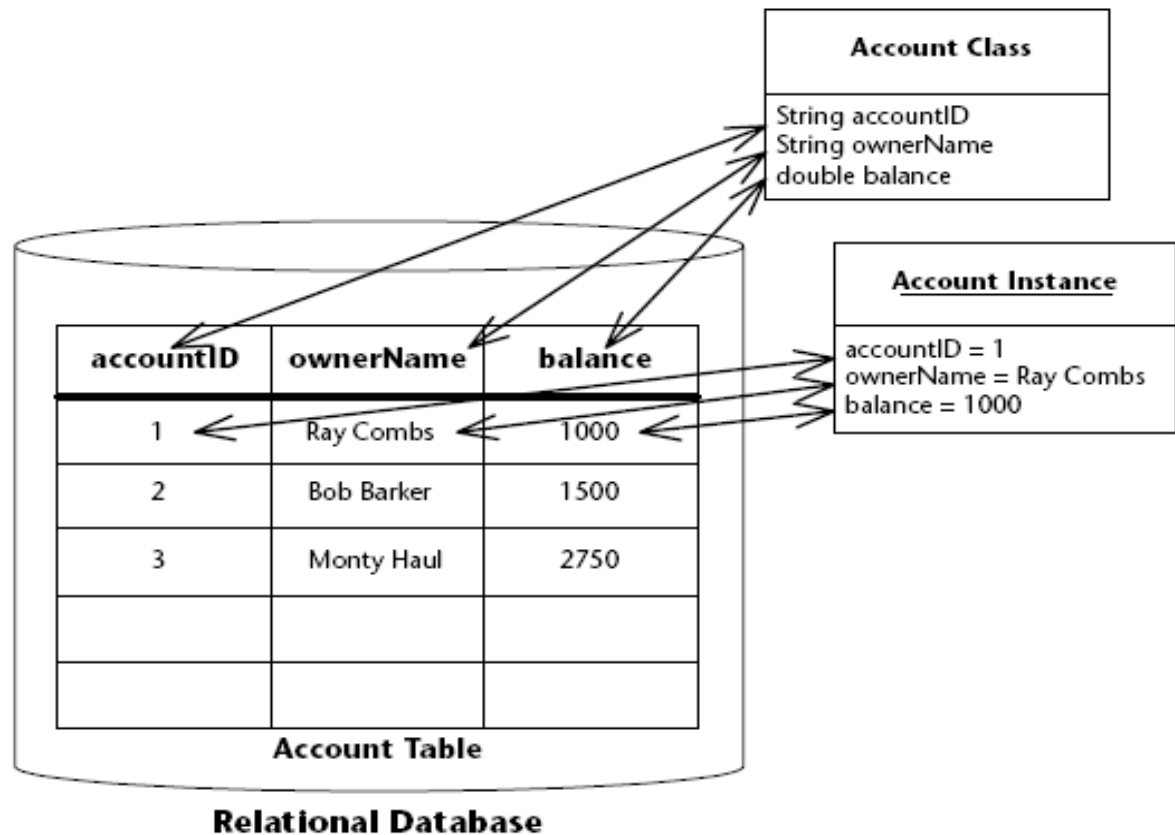 Account Class
String accountID
String ownerName
double balance
Account Instance
accountID = 1
ownerName = Ray Combs
balance = 1000
accountID ownerName balance
1 Ray Combs 1000
2 Bob Barker 1500
3 Monty Haul 2750
Account Table
Relational Database